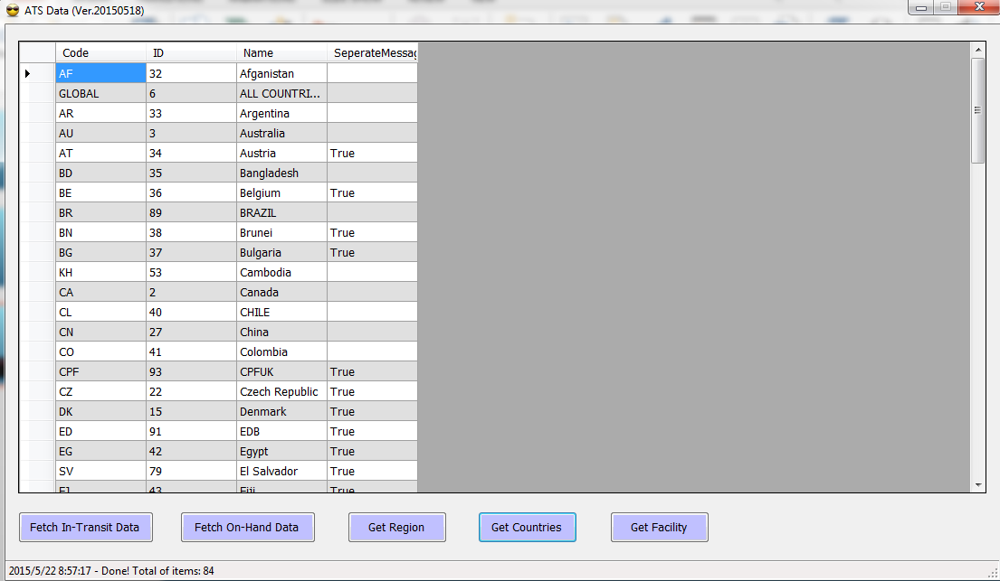 ATS Data (Ver.20150518)
Code ID Name SeperateMessag
AF 32 Afganistan
GLOBAL 6 ALL COUNTRI...
AR 33 Argentina
AU 3 Australia
AT 34 Austria True
BD 35 Bangladesh
BE 36 Belgium True
BR 89 BRAZIL
BN 38 Brunei True
BG 37 Bulgaria True
KH 53 Cambodia
CA 2 Canada
CL 40 CHILE
CN 27 China
CO 41 Colombia
CPF 93 CPFUK True
CZ 22 Czech Republic True
DK 15 Denmark True
ED 91 EDB True
EG 42 Egypt True
SV 79 El Salvador True
FJ 43 Fiji True
Fetch In-Transit Data Fetch On-Hand Data Get Region Get Countries Get Facility
2015/5/22 8:57:17 - Done! Total of items: 84